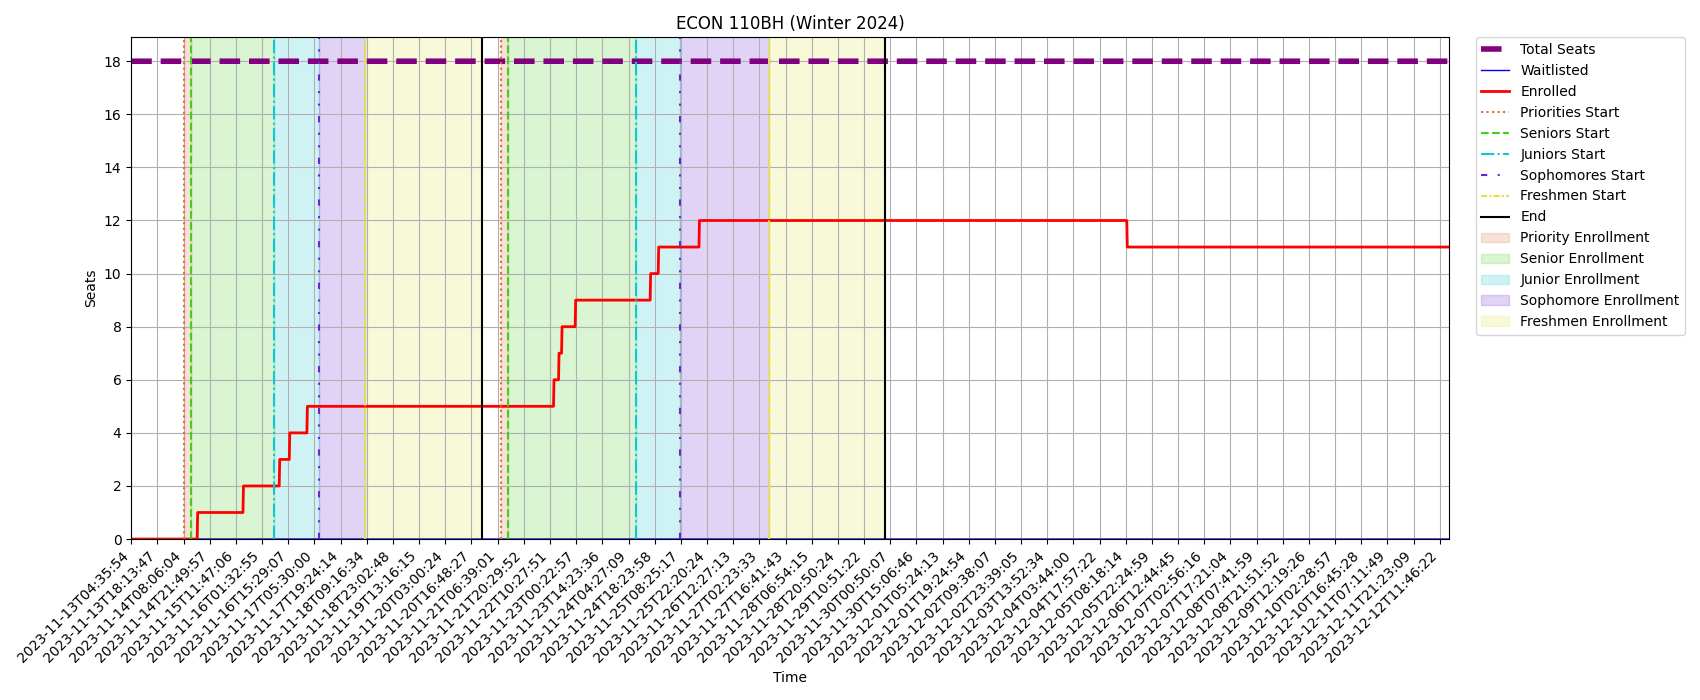 ECON 110BH (Winter 2024)
Seats
18
16
14
12
10
8
6
4
2
0
2023-11-13T04:35:54
2023-11-13T18:13:47
2023-11-14T08:06:04
2023-11-14T21:49:57
2023-11-15T11:47:06
2023-11-16T01:32:55
2023-11-16T15:29:07
2023-11-17T05:30:00
2023-11-17T19:24:14
2023-11-18T09:16:34
2023-11-18T23:02:48
2023-11-19T13:16:15
2023-11-20T03:00:24
2023-11-20T16:48:27
2023-11-21T06:39:01
2023-11-21T20:29:52
2023-11-22T10:27:51
2023-11-23T00:22:57
2023-11-23T14:23:36
2023-11-24T04:27:09
2023-11-24T18:23:58
2023-11-25T08:25:17
2023-11-25T22:20:24
2023-11-26T12:27:13
2023-11-27T02:23:33
2023-11-27T16:41:43
2023-11-28T06:54:15
2023-11-28T20:50:24
2023-11-29T10:51:22
2023-11-30T00:50:07
2023-11-30T15:06:46
2023-12-01T05:24:13
2023-12-01T19:24:54
2023-12-02T09:38:07
2023-12-02T23:39:05
2023-12-03T13:52:34
2023-12-04T03:44:00
2023-12-04T17:57:22
2023-12-05T08:18:14
2023-12-05T22:24:59
2023-12-06T12:44:45
2023-12-07T02:56:16
2023-12-07T17:21:04
2023-12-08T07:41:59
2023-12-08T21:51:52
2023-12-09T12:19:26
2023-12-10T02:28:57
2023-12-10T16:45:28
2023-12-11T07:11:49
2023-12-11T21:23:09
2023-12-12T11:46:22
Time
Total Seats
Waitlisted
Enrolled
Priorities Start
Seniors Start
Juniors Start
Sophomores Start
Freshmen Start
End
Priority Enrollment
Senior Enrollment
Junior Enrollment
Sophomore Enrollment
Freshmen Enrollment